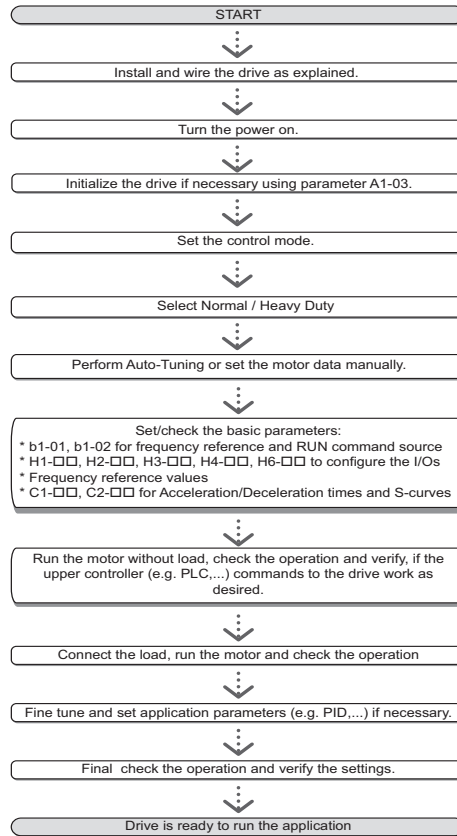 START
Install and wire the drive as explained.
Turn the power on.
Initialize the drive if necessary using parameter A1-03.
Set the control mode.
Select Normal / Heavy Duty
Perform Auto-Tuning or set the motor data manually.
Set/check the basic parameters:
* b1-01, b1-02 for frequency reference and RUN command source
* H1-□□, H2-□□, H3-□□, H4-□□, H6-□□ to configure the I/Os
* Frequency reference values
* C1-□□, C2-□□ for Acceleration/Deceleration times and S-curves
Run the motor without load, check the operation and verify, if the
upper controller (e.g. PLC,...) commands to the drive work as
desired.
Connect the load, run the motor and check the operation
Fine tune and set application parameters (e.g. PID,...) if necessary.
Final check the operation and verify the settings.
Drive is ready to run the application